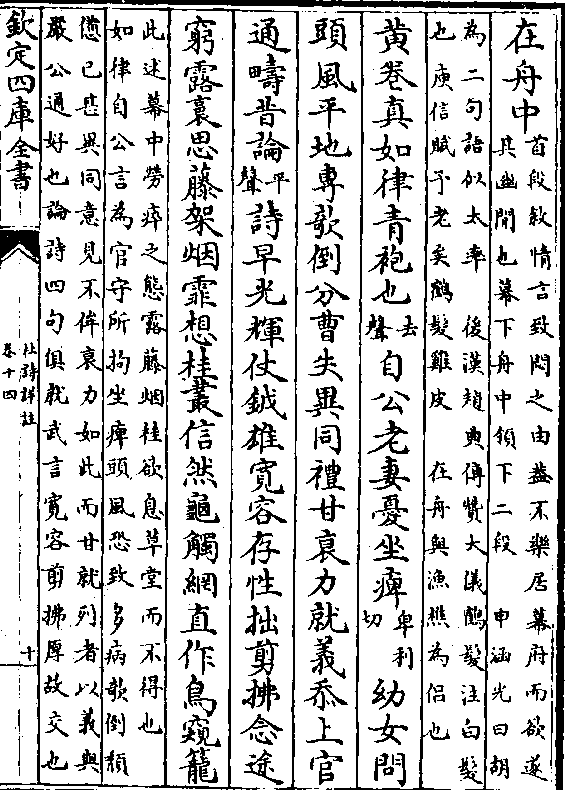 在舟中首段敘情言致悶之由蓋不樂居幕府而欲遂
其幽閒也幕下舟中領下二段　申涵光曰胡
為二句語似太率　後漢矩典傳贊大儀鶴髮注白髮
也　庾信賦予老矣鶴髮雞皮　在舟與漁樵為侶也
黃卷真如律青袍也去聲自公老妻憂坐痺卑利切幼女問
頭風平地專欹倒分曹失異同禮甘衰力就義忝上官
通疇昔論平聲詩早光輝仗鉞雄寬容存性拙剪拂念途
窮露裛思藤架烟霏想桂叢信然龜觸網直作鳥窺籠
此述幕中勞瘁之態露藤烟桂欲息草堂而不得也
如律自公言為官守所拘坐痺頭風恐致多病欹倒頹
憊已甚異同意見不侔衰力如此而甘就列者以義與
嚴公通好也論詩四句俱就武言寬容剪拂厚故交也
欽定四庫全書
杜詩詳註
卷十四
十